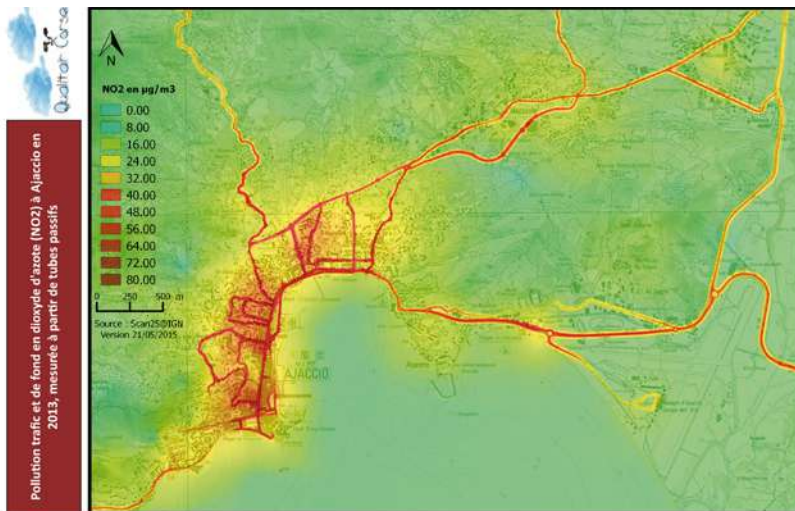 Qualitair Corse
Pollution trafic et de fond en dioxyde d'azote (NO2) à Ajaccio en
2013, mesurée à partir de tubes passifs
N
NO2 en µg/m3
0.00
8.00
16.00
24.00
32.00
40.00
48.00
56.00
64.00
72.00
80.00
0 250 500 m
Source : Scan25@IGN
Version 21/05/2015
AJACCIO